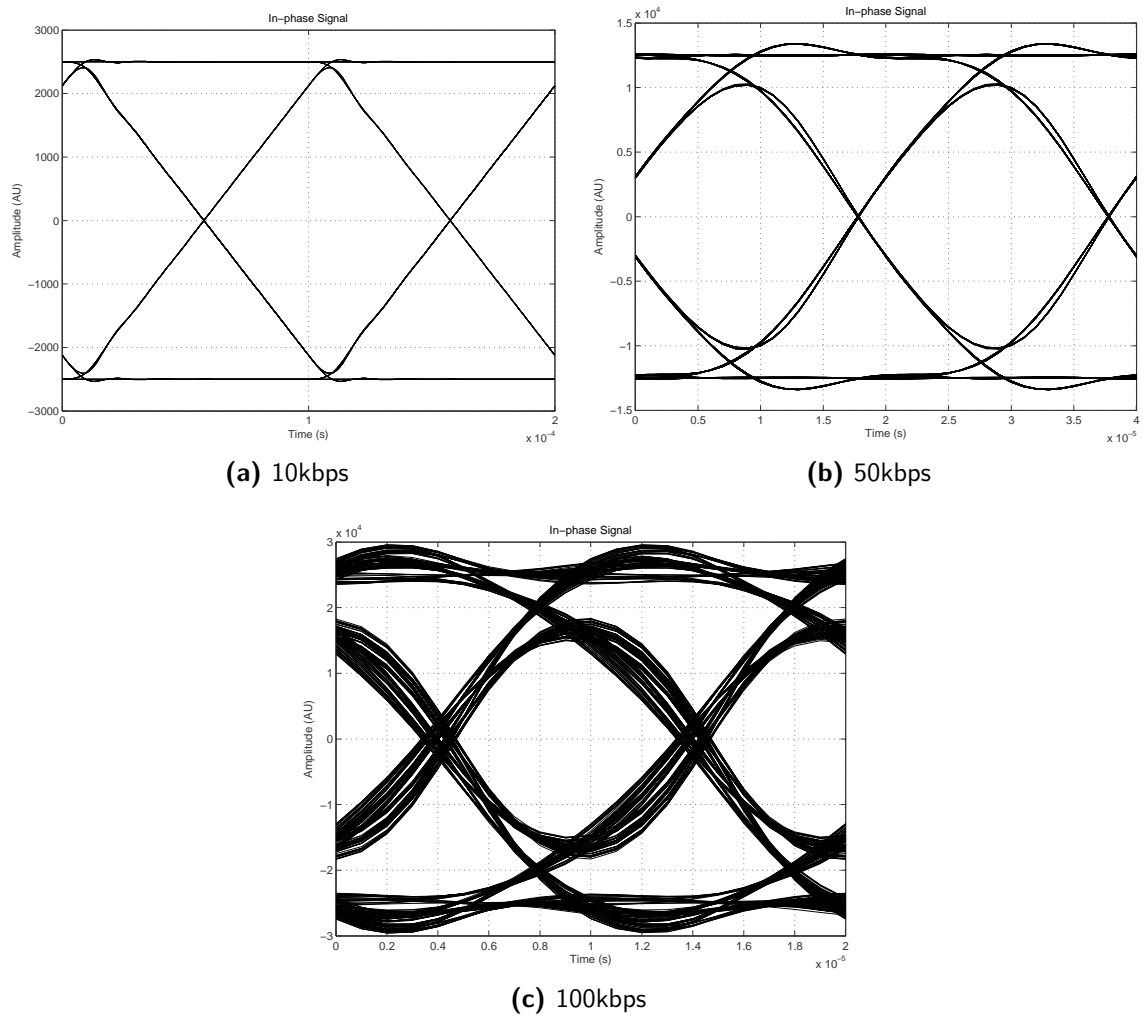 In-phase Signal
3000
2000
1000
0
−1000
−2000
−3000
Amplitude (AU)
0
1
2
Time (s)
x 10⁻⁴
(a) 10kbps
x 10⁴
In-phase Signal
1.5
1
0.5
0
−0.5
−1
−1.5
Amplitude (AU)
0
0.5
1
1.5
2
2.5
3
3.5
4
Time (s)
x 10⁻⁵
(b) 50kbps
x 10⁴
In-phase Signal
3
2
1
0
−1
−2
−3
Amplitude (AU)
0
0.2
0.4
0.6
0.8
1
1.2
1.4
1.6
1.8
2
Time (s)
x 10⁻⁵
(c) 100kbps